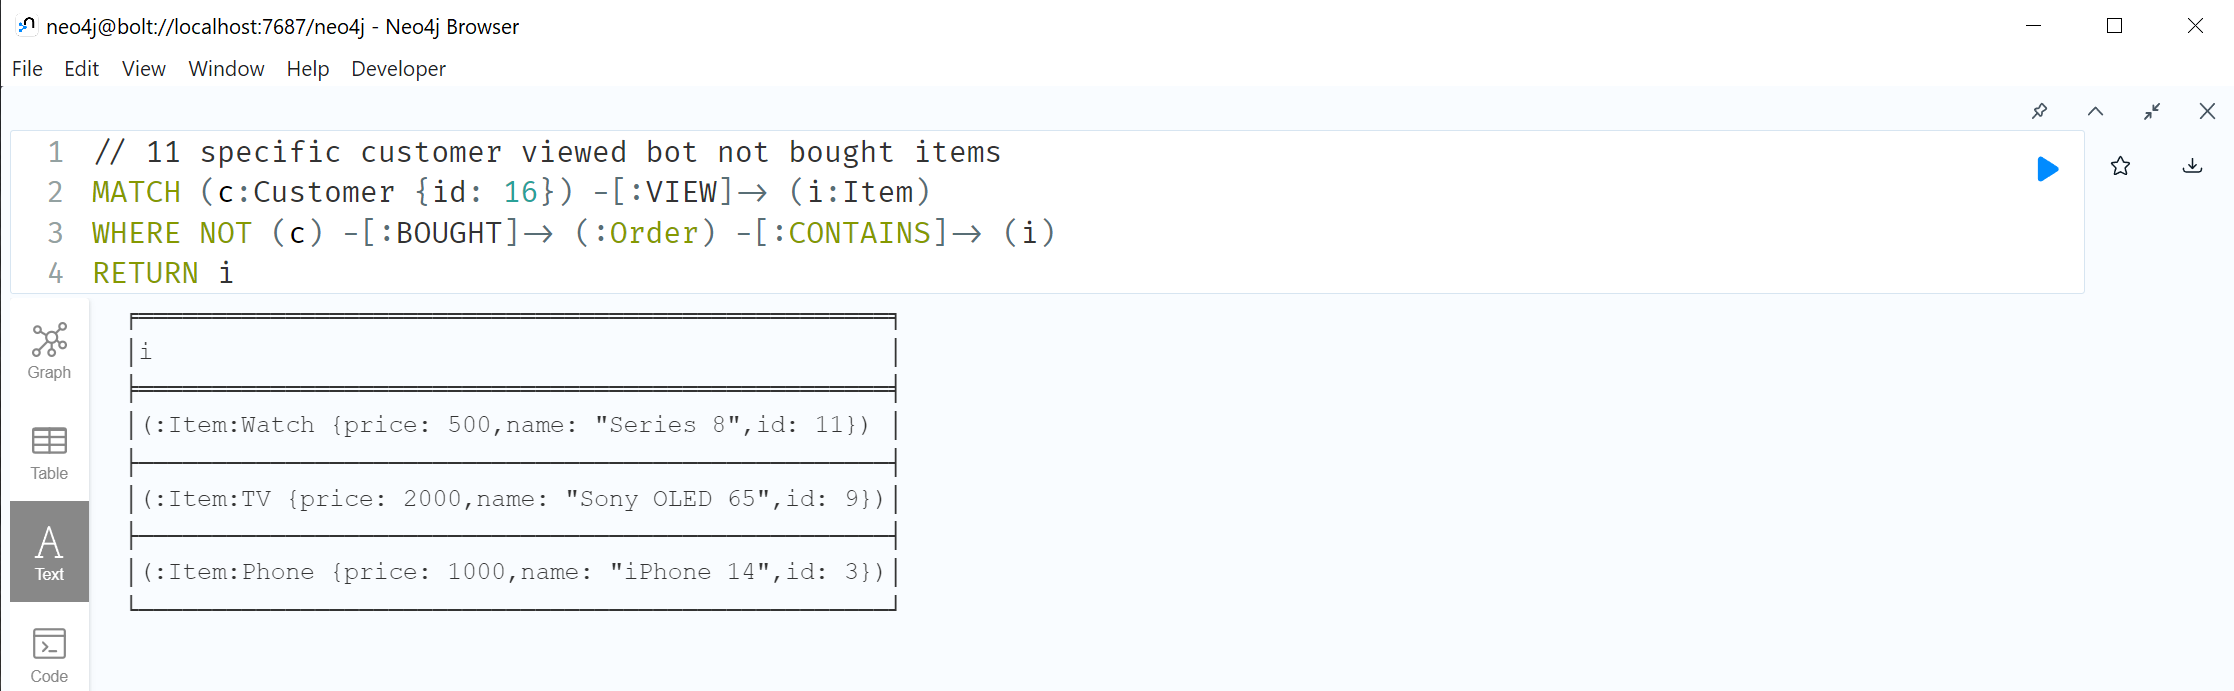 neo4j@bolt://localhost:7687/neo4j - Neo4j Browser
File Edit View Window Help Developer
1 // 11 specific customer viewed bot not bought items
2 MATCH (c:Customer {id: 16}) -[:VIEW]-> (i:Item)
3 WHERE NOT (c) -[:BOUGHT]-> (:Order) -[:CONTAINS]-> (i)
4 RETURN i
Graph
Table
Text
Code
i
(:Item:Watch {price: 500,name: "Series 8",id: 11})
(:Item:TV {price: 2000,name: "Sony OLED 65",id: 9})
(:Item:Phone {price: 1000,name: "iPhone 14",id: 3})